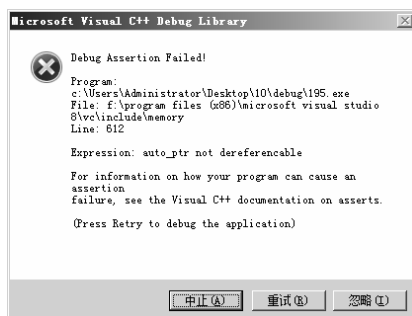 Microsoft Visual C++ Debug Library
Debug Assertion Failed!
Program:
c:\Users\Administrator\Desktop\10\debug\195.exe
File: f:\program files (x86)\microsoft visual studio
8\vc\include\memory
Line: 612
Expression: auto_ptr not dereferencable
For information on how your program can cause an
assertion
failure, see the Visual C++ documentation on asserts.
(Press Retry to debug the application)
中止(A) 重试(R) 忽略(I)